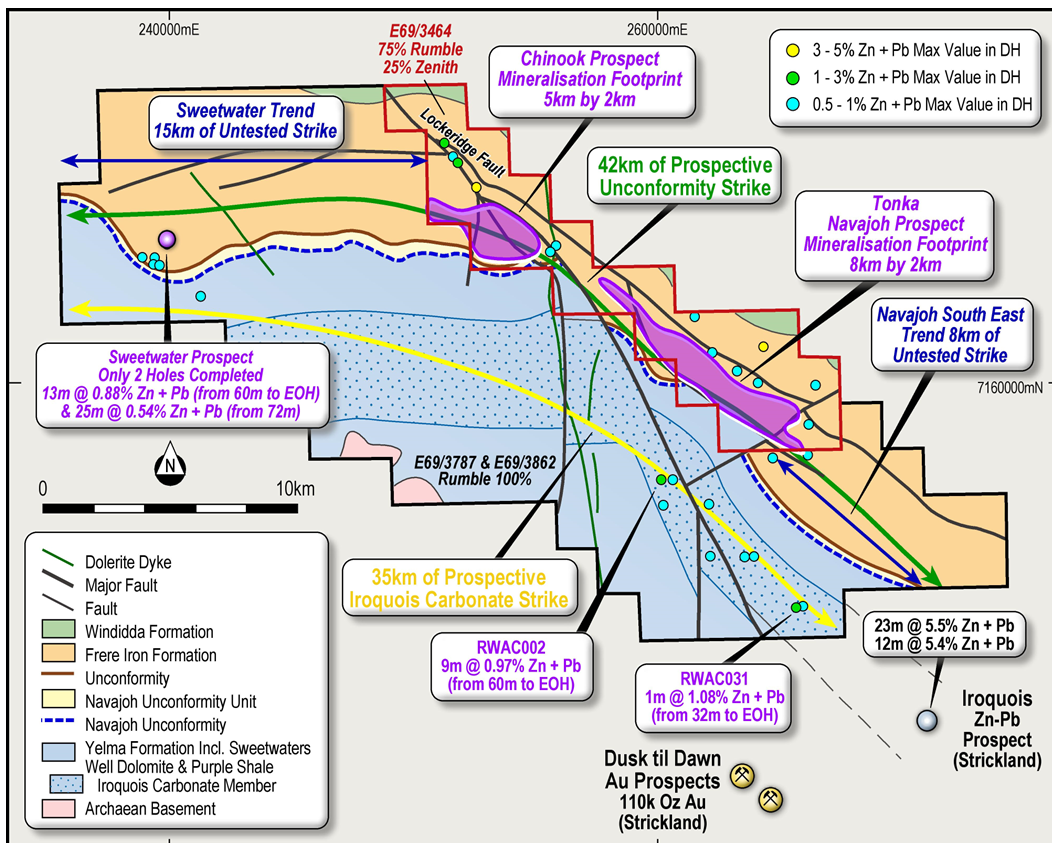 240000mE
260000mE
E69/3464
75% Rumble
25% Zenith
Chinook Prospect
Mineralisation Footprint
5km by 2km
3 - 5% Zn + Pb Max Value in DH
1 - 3% Zn + Pb Max Value in DH
0.5 - 1% Zn + Pb Max Value in DH
Sweetwater Trend
15km of Untested Strike
Lockeridge Fault
42km of Prospective
Unconformity Strike
Tonka
Navajoh Prospect
Mineralisation Footprint
8km by 2km
Navajoh South East
Trend 8km of
Untested Strike
Sweetwater Prospect
Only 2 Holes Completed
13m @ 0.88% Zn + Pb (from 60m to EOH)
& 25m @ 0.54% Zn + Pb (from 72m)
7160000mN
N
0
10km
E69/3787 & E69/3862
Rumble 100%
35km of Prospective
Iroquois Carbonate Strike
RWAC002
9m @ 0.97% Zn + Pb
(from 60m to EOH)
RWAC031
1m @ 1.08% Zn + Pb
(from 32m to EOH)
23m @ 5.5% Zn + Pb
12m @ 5.4% Zn + Pb
Iroquois
Zn-Pb
Prospect
(Strickland)
Dusk til Dawn
Au Prospects
110k Oz Au
(Strickland)
Dolerite Dyke
Major Fault
Fault
Windidda Formation
Frere Iron Formation
Unconformity
Navajoh Unconformity Unit
Navajoh Unconformity
Yelma Formation Incl. Sweetwaters
Well Dolomite & Purple Shale
Iroquois Carbonate Member
Archaean Basement